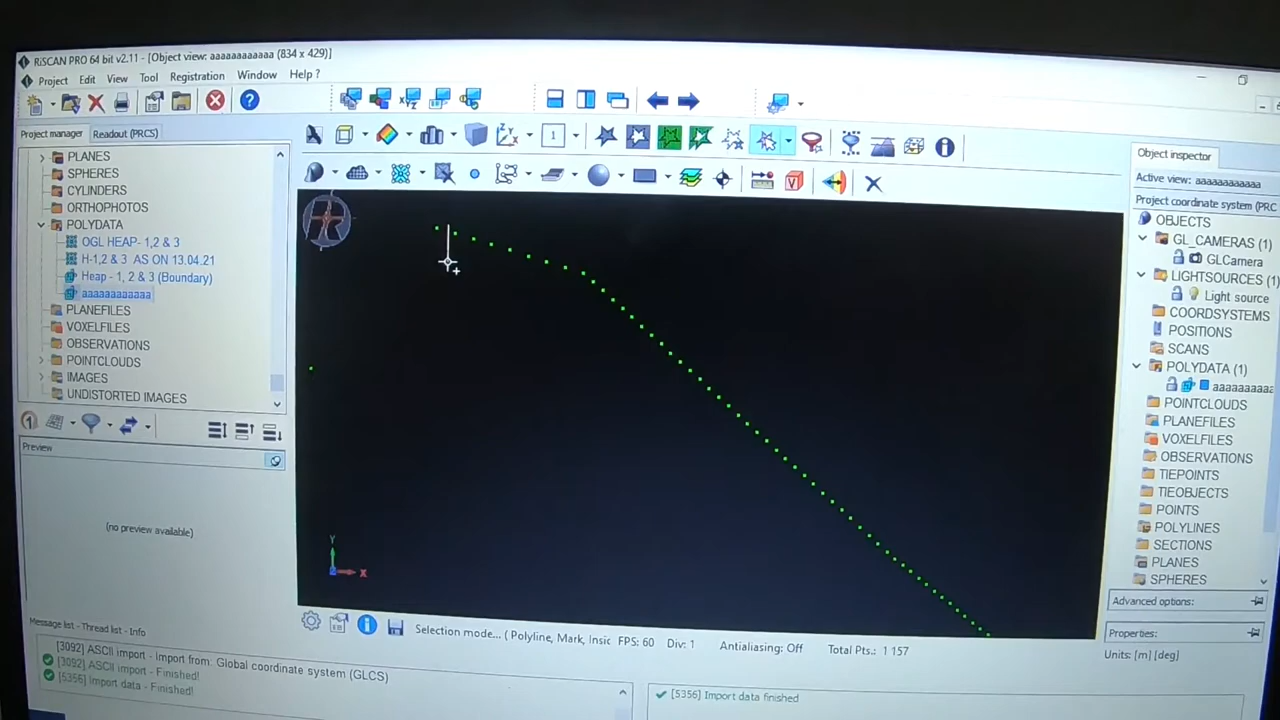 RiSCAN PRO 64 bit v2.11 - [Object view: aaaaaaaaaaaa (834 x 429)]
Project Edit View Tool Registration Window Help ?
1
Project manager Readout (PRCS)
PLANES
SPHERES
CYLINDERS
ORTHOPHOTOS
POLYDATA
OGL HEAP- 1,2 & 3
H-1,2 & 3 AS ON 13.04.21
Heap - 1, 2 & 3 (Boundary)
aaaaaaaaaaaa
PLANEFILES
VOXELFILES
OBSERVATIONS
POINTCLOUDS
IMAGES
UNDISTORTED IMAGES
1
Preview
(no preview available)
Y
X
Object inspector
Active view: aaaaaaaaaaaa
Project coordinate system (PRC
OBJECTS
GL_CAMERAS (1)
GLCamera
LIGHTSOURCES (1)
Light source
COORDSYSTEMS
POSITIONS
SCANS
POLYDATA (1)
aaaaaaaaa
POINTCLOUDS
PLANEFILES
VOXELFILES
OBSERVATIONS
TIEPOINTS
TIEOBJECTS
POINTS
POLYLINES
SECTIONS
PLANES
SPHERES
Advanced options:
Properties:
Units: [m] [deg]
Selection mode... ( Polyline, Mark, Insic FPS: 60 Div: 1 Antialiasing: Off Total Pts.: 1 157
Message list - Thread list - Info
[3092] ASCII import - Import from: Global coordinate system (GLCS)
[3092] ASCII import - Finished!
[5356] Import data - Finished!
[5356] Import data finished